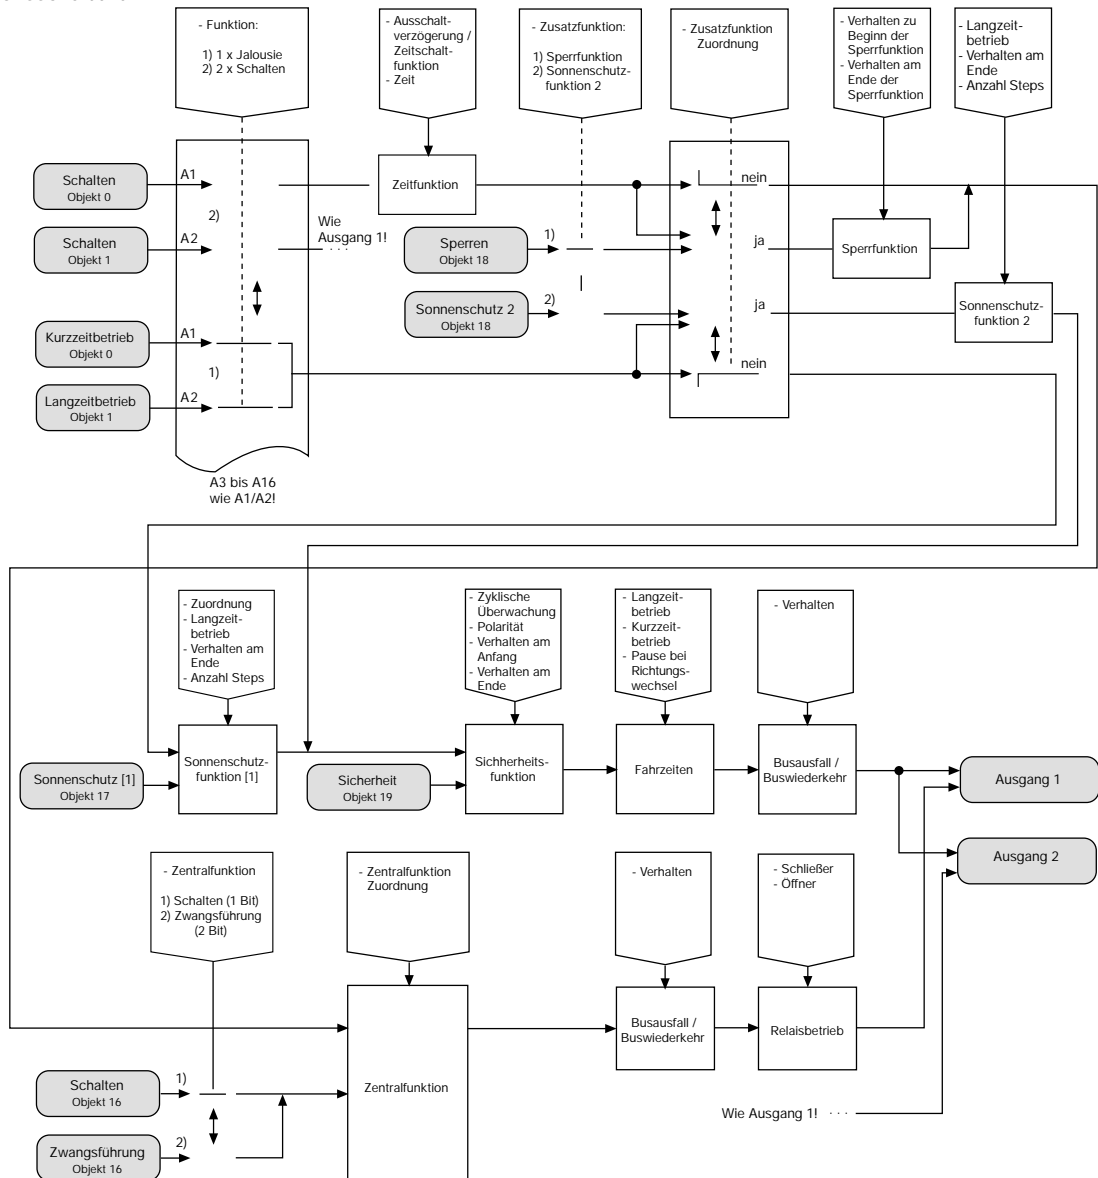 - Funktion:
1) 1 x Jalousie
2) 2 x Schalten
- Ausschalt-
verzögerung /
Zeitschalt-
funktion
- Zeit
- Zusatzfunktion:
1) Sperrfunktion
2) Sonnenschutz-
funktion 2
- Zusatzfunktion
Zuordnung
- Verhalten zu
Beginn der
Sperrfunktion
- Verhalten am
Ende der
Sperrfunktion
- Langzeit-
betrieb
- Verhalten am
Ende
- Anzahl Steps
Schalten
Objekt 0
A1
Zeitfunktion
nein
2)
Schalten
Objekt 1
A2
Wie
Ausgang 1!
· · ·
Sperren
Objekt 18
1)
ja
Sperrfunktion
Sonnenschutz 2
Objekt 18
2)
ja
Sonnenschutz-
funktion 2
Kurzzeitbetrieb
Objekt 0
A1
nein
1)
Langzeitbetrieb
Objekt 1
A2
A3 bis A16
wie A1/A2!
- Zuordnung
- Langzeit-
betrieb
- Verhalten am
Ende
- Anzahl Steps
- Zyklische
Überwachung
- Polarität
- Verhalten am
Anfang
- Verhalten am
Ende
- Langzeit-
betrieb
- Kurzzeit-
betrieb
- Pause bei
Richtungs-
wechsel
- Verhalten
Sonnenschutz [1]
Objekt 17
Sonnenschutz-
funktion [1]
Sicherheit
Objekt 19
Sichherheits-
funktion
Fahrzeiten
Busausfall /
Buswiederkehr
Ausgang 1
Ausgang 2
- Zentralfunktion
1) Schalten (1 Bit)
2) Zwangsführung
(2 Bit)
- Zentralfunktion
Zuordnung
- Verhalten
- Schließer
- Öffner
Busausfall /
Buswiederkehr
Relaisbetrieb
Schalten
Objekt 16
1)
Zentralfunktion
Wie Ausgang 1! · · ·
Zwangsführung
Objekt 16
2)